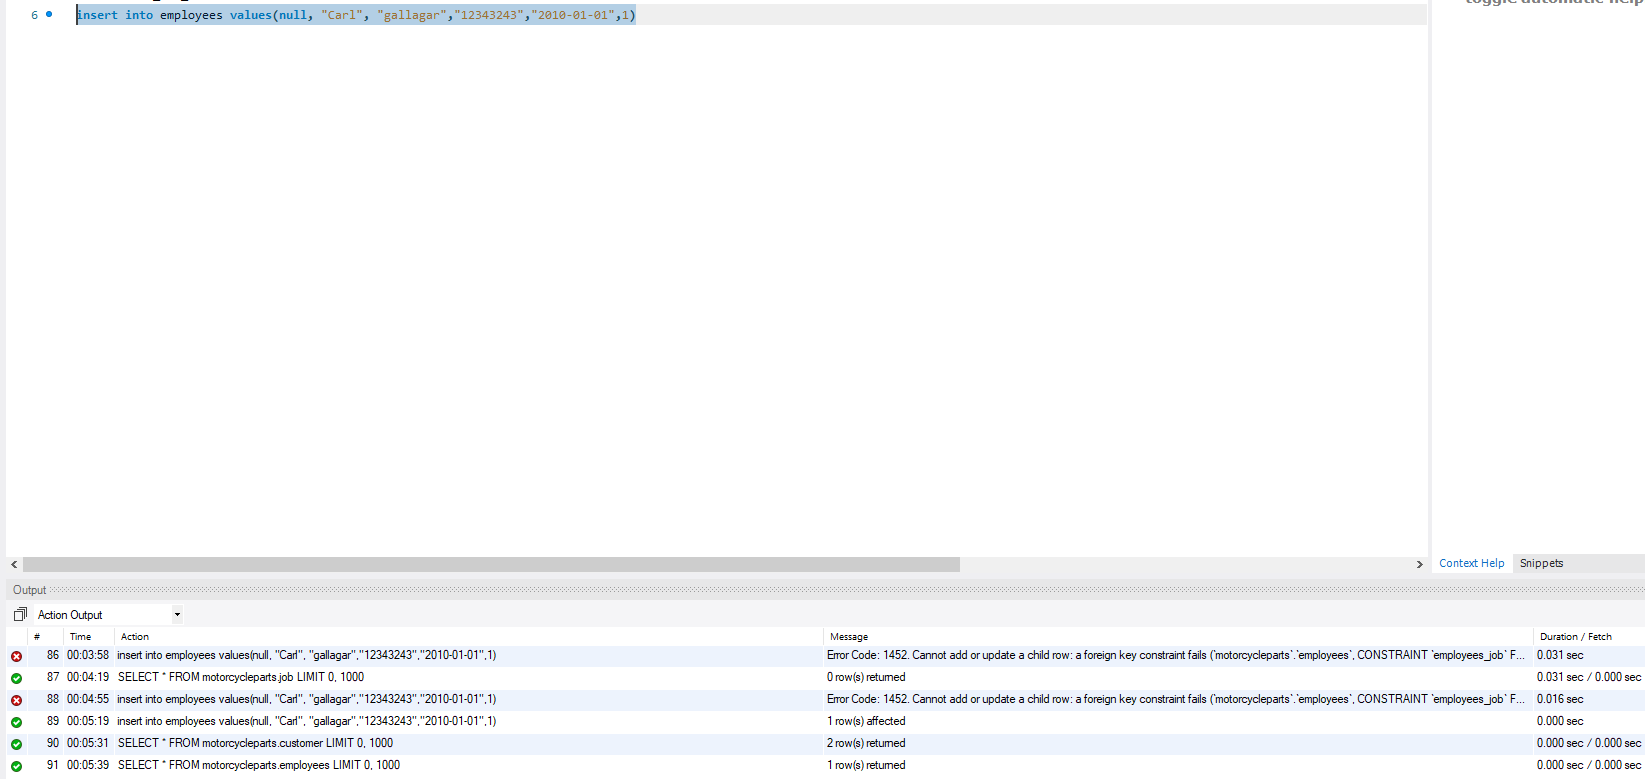 toggle automatic help
6 insert into employees values(null, "Carl", "gallagar","12343243","2010-01-01",1)
Context Help Snippets
Output
Action Output
# Time Action Message Duration / Fetch
86 00:03:58 insert into employees values(null, "Carl", "gallagar","12343243","2010-01-01",1) Error Code: 1452. Cannot add or update a child row: a foreign key constraint fails (`motorcycleparts`.`employees`, CONSTRAINT `employees_job` F... 0.031 sec
87 00:04:19 SELECT * FROM motorcycleparts.job LIMIT 0, 1000 0 row(s) returned 0.031 sec / 0.000 sec
88 00:04:55 insert into employees values(null, "Carl", "gallagar","12343243","2010-01-01",1) Error Code: 1452. Cannot add or update a child row: a foreign key constraint fails (`motorcycleparts`.`employees`, CONSTRAINT `employees_job` F... 0.016 sec
89 00:05:19 insert into employees values(null, "Carl", "gallagar","12343243","2010-01-01",1) 1 row(s) affected 0.000 sec
90 00:05:31 SELECT * FROM motorcycleparts.customer LIMIT 0, 1000 2 row(s) returned 0.000 sec / 0.000 sec
91 00:05:39 SELECT * FROM motorcycleparts.employees LIMIT 0, 1000 1 row(s) returned 0.000 sec / 0.000 sec